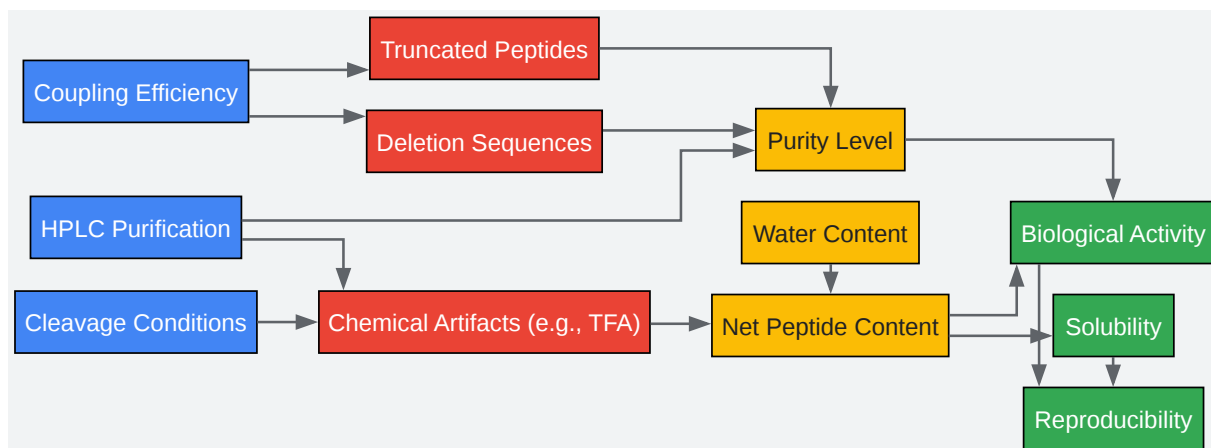 Truncated Peptides
Coupling Efficiency
Deletion Sequences
Purity Level
HPLC Purification
Water Content
Biological Activity
Cleavage Conditions
Chemical Artifacts (e.g., TFA)
Net Peptide Content
Solubility
Reproducibility